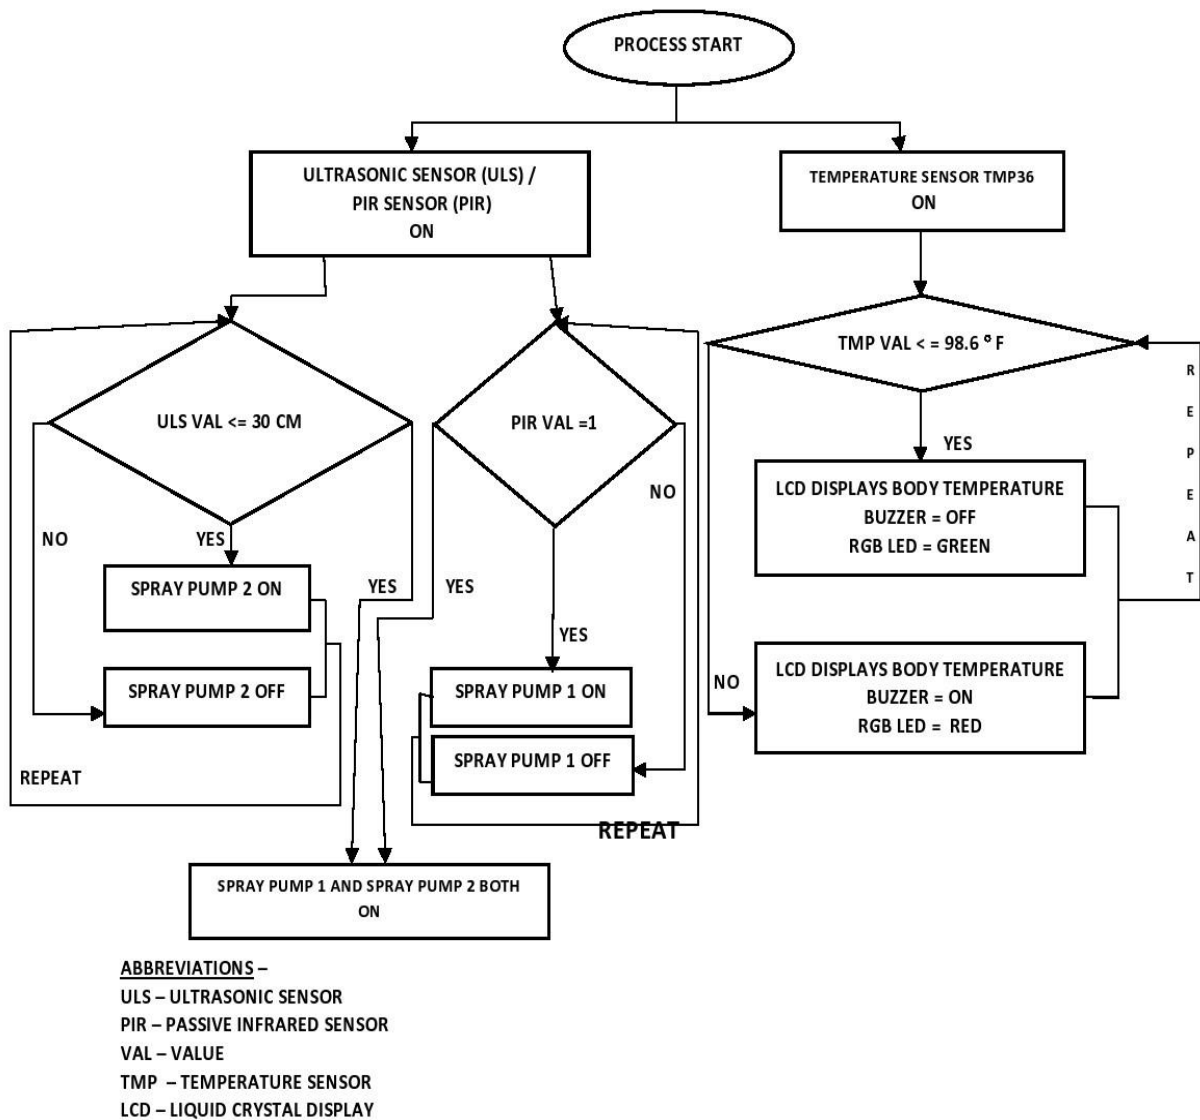 PROCESS START
ULTRASONIC SENSOR (ULS) /
PIR SENSOR (PIR)
ON
TEMPERATURE SENSOR TMP36
ON
ULS VAL <= 30 CM
PIR VAL =1
TMP VAL < = 98.6 ° F
REPEAT
YES
LCD DISPLAYS BODY TEMPERATURE
BUZZER = OFF
RGB LED = GREEN
NO
NO
YES
SPRAY PUMP 2 ON
YES
YES
YES
SPRAY PUMP 2 OFF
SPRAY PUMP 1 ON
SPRAY PUMP 1 OFF
NO
LCD DISPLAYS BODY TEMPERATURE
BUZZER = ON
RGB LED = RED
REPEAT
REPEAT
SPRAY PUMP 1 AND SPRAY PUMP 2 BOTH
ON
ABBREVIATIONS –
ULS – ULTRASONIC SENSOR
PIR – PASSIVE INFRARED SENSOR
VAL – VALUE
TMP – TEMPERATURE SENSOR
LCD – LIQUID CRYSTAL DISPLAY